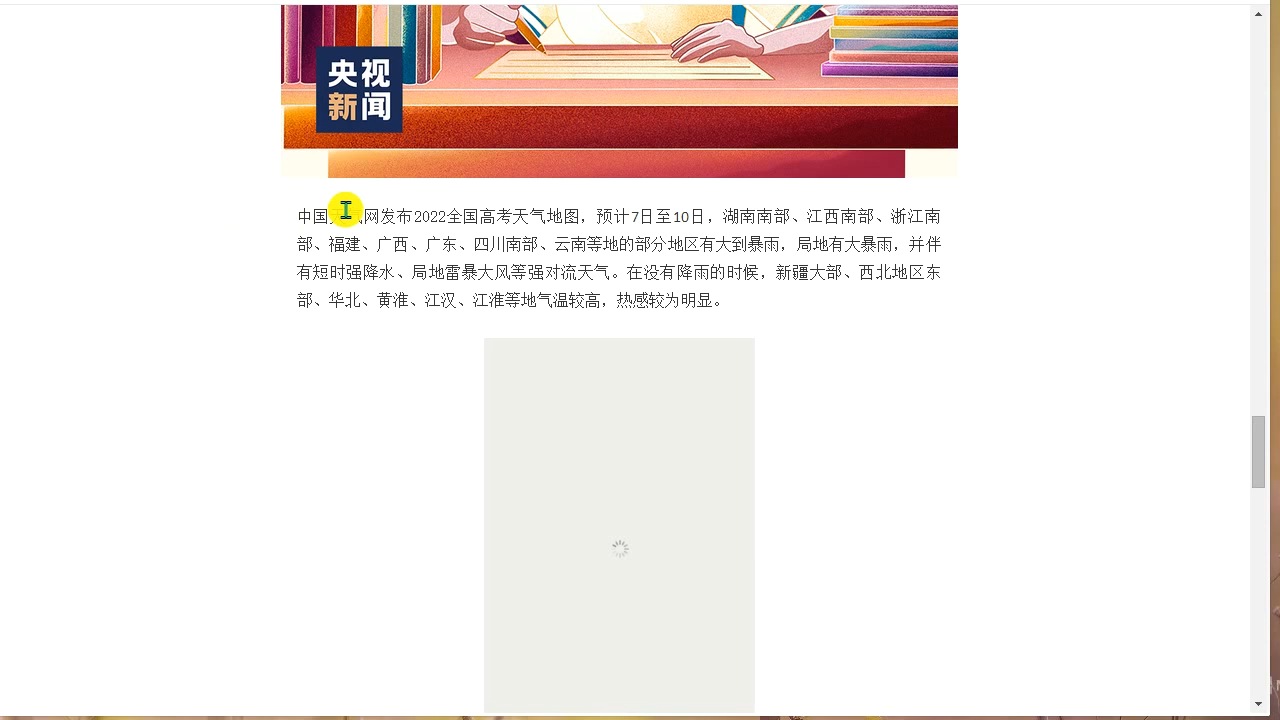 央视
新闻
中国天气网发布2022全国高考天气地图，预计7日至10日，湖南南部、江西南部、浙江南
部、福建、广西、广东、四川南部、云南等地的部分地区有大到暴雨，局地有大暴雨，并伴
有短时强降水、局地雷暴大风等强对流天气。在没有降雨的时候，新疆大部、西北地区东
部、华北、黄淮、江汉、江淮等地气温较高，热感较为明显。